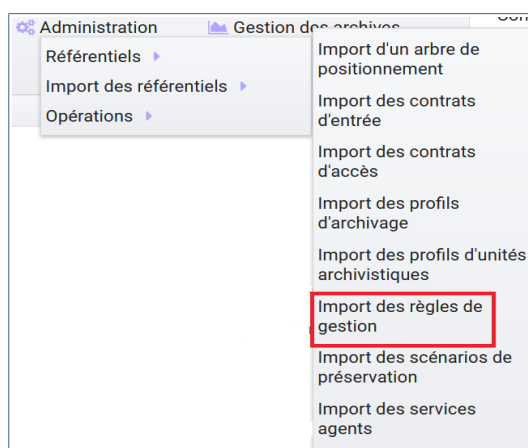 Administration
Gestion des archives
Référentiels
Import des référentiels
Opérations
Import d'un arbre de
positionnement
Import des contrats
d'entrée
Import des contrats
d'accès
Import des profils
d'archivage
Import des profils d'unités
archivistiques
Import des règles de
gestion
Import des scénarios de
préservation
Import des services
agents